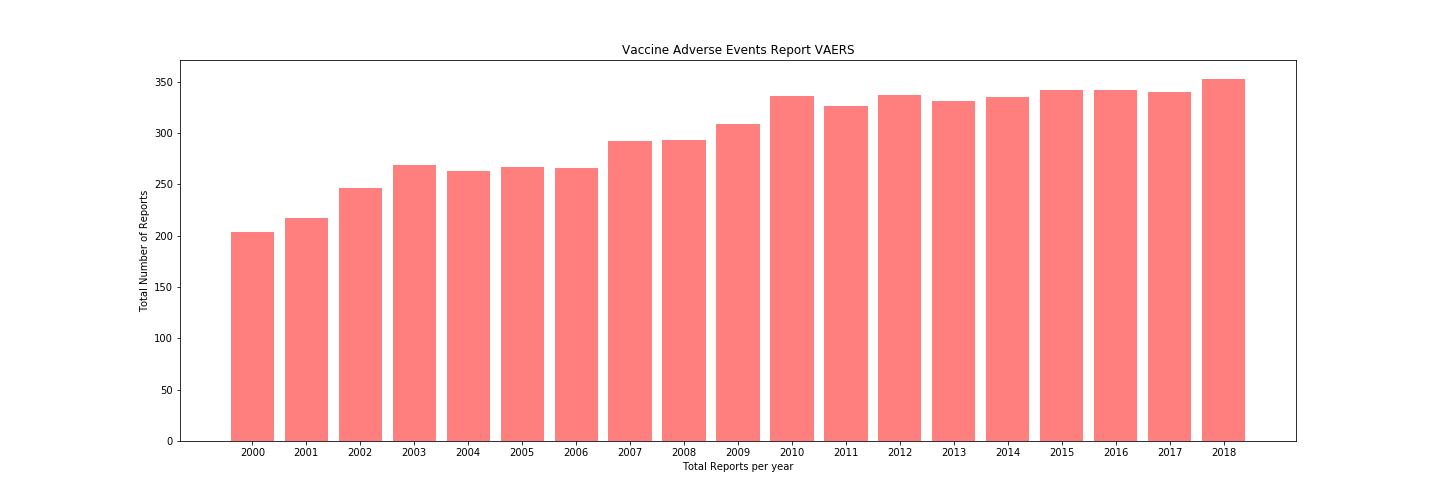 Vaccine Adverse Events Report VAERS
350
300
250
200
150
100
50
0
Total Number of Reports
2000 2001 2002 2003 2004 2005 2006 2007 2008 2009 2010 2011 2012 2013 2014 2015 2016 2017 2018
Total Reports per year